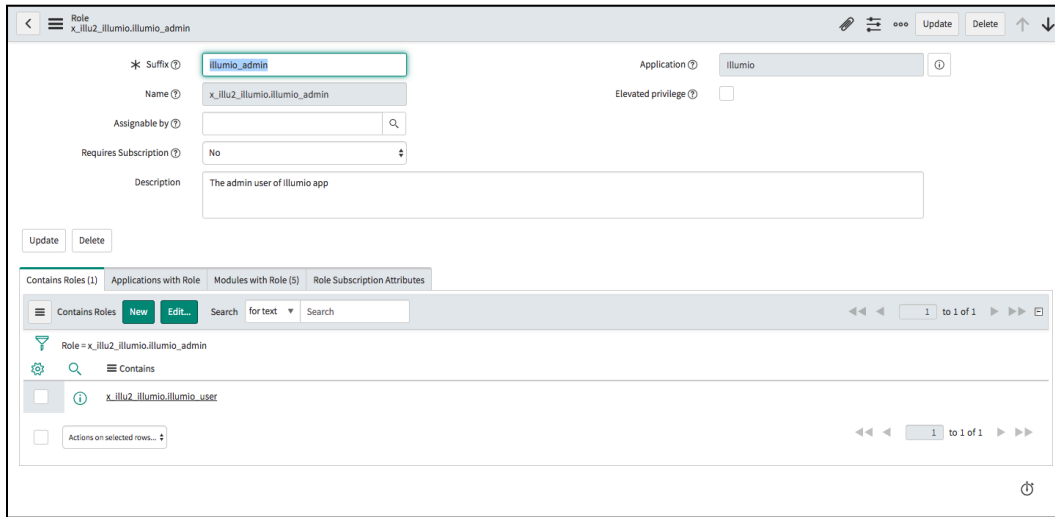 Role
x_illu2_illumio.illumio_admin
Update Delete
Suffix illumio_admin Application Illumio
Name x_illu2_illumio.illumio_admin Elevated privilege
Assignable by
Requires Subscription No
Description The admin user of Illumio app
Update Delete
Contains Roles (1) Applications with Role Modules with Role (5) Role Subscription Attributes
Contains Roles New Edit... Search for text Search 1 to 1 of 1
Role = x_illu2_illumio.illumio_admin
Contains
x_illu2_illumio.illumio_user
Actions on selected rows... 1 to 1 of 1